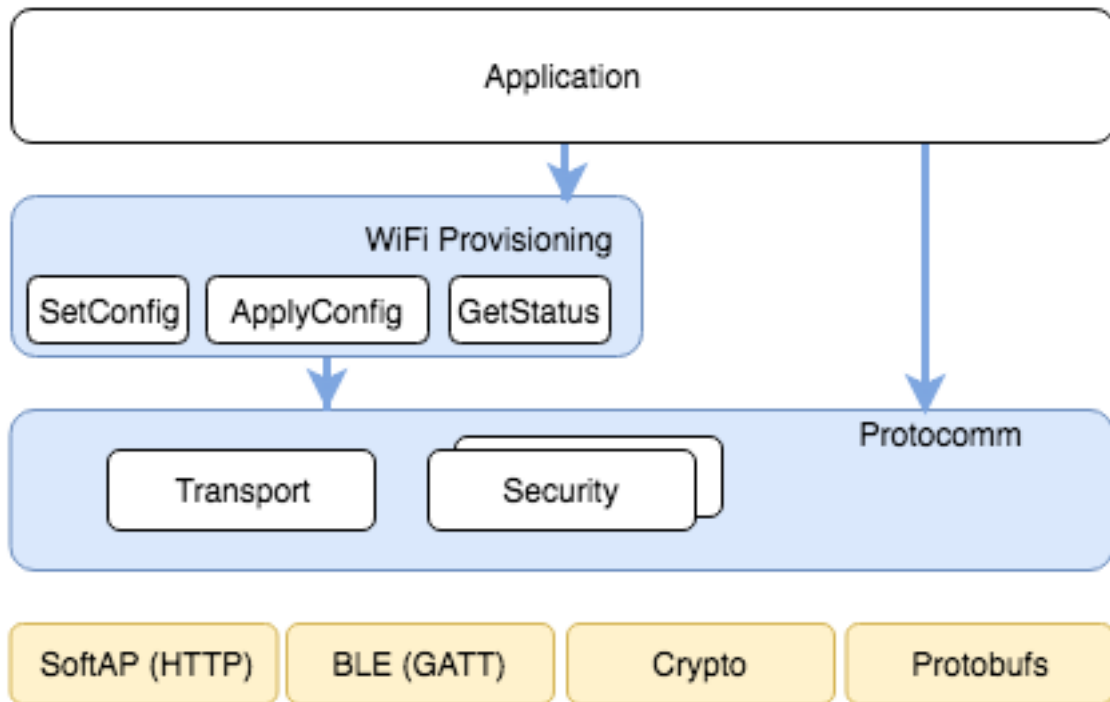 Application
WiFi Provisioning
SetConfig
ApplyConfig
GetStatus
Protocomm
Transport
Security
SoftAP (HTTP)
BLE (GATT)
Crypto
Protobufs